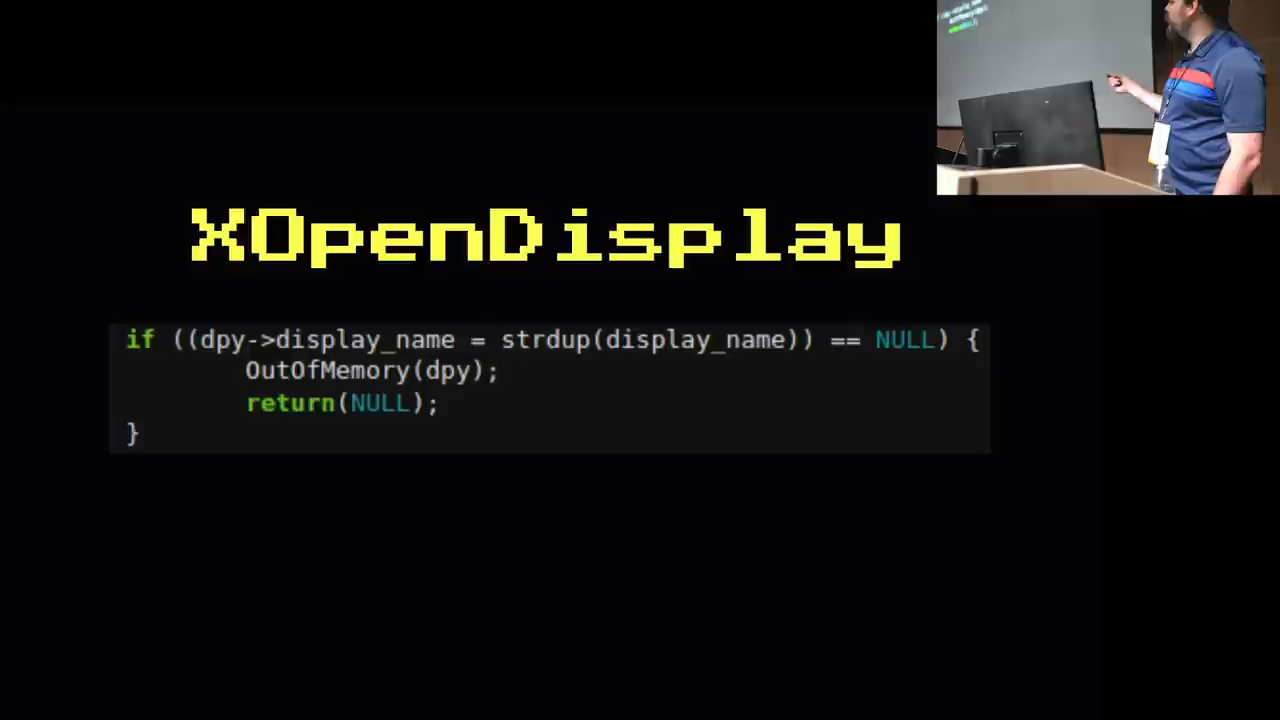 XOpenDisplay
if ((dpy->display_name = strdup(display_name)) == NULL) {
OutOfMemory(dpy);
return(NULL);
}